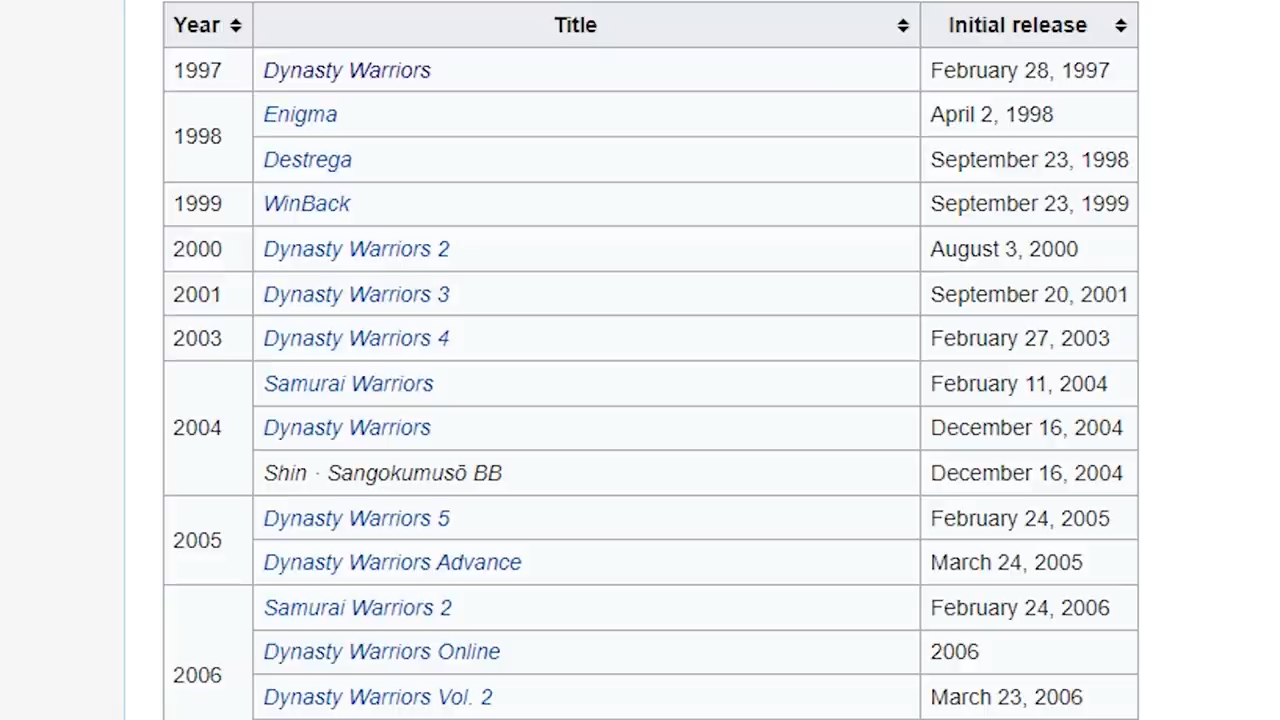 Year Title Initial release
1997 Dynasty Warriors February 28, 1997
1998 Enigma April 2, 1998
Destrega September 23, 1998
1999 WinBack September 23, 1999
2000 Dynasty Warriors 2 August 3, 2000
2001 Dynasty Warriors 3 September 20, 2001
2003 Dynasty Warriors 4 February 27, 2003
2004 Samurai Warriors February 11, 2004
Dynasty Warriors December 16, 2004
Shin · Sangokumusō BB December 16, 2004
2005 Dynasty Warriors 5 February 24, 2005
Dynasty Warriors Advance March 24, 2005
2006 Samurai Warriors 2 February 24, 2006
Dynasty Warriors Online 2006
Dynasty Warriors Vol. 2 March 23, 2006